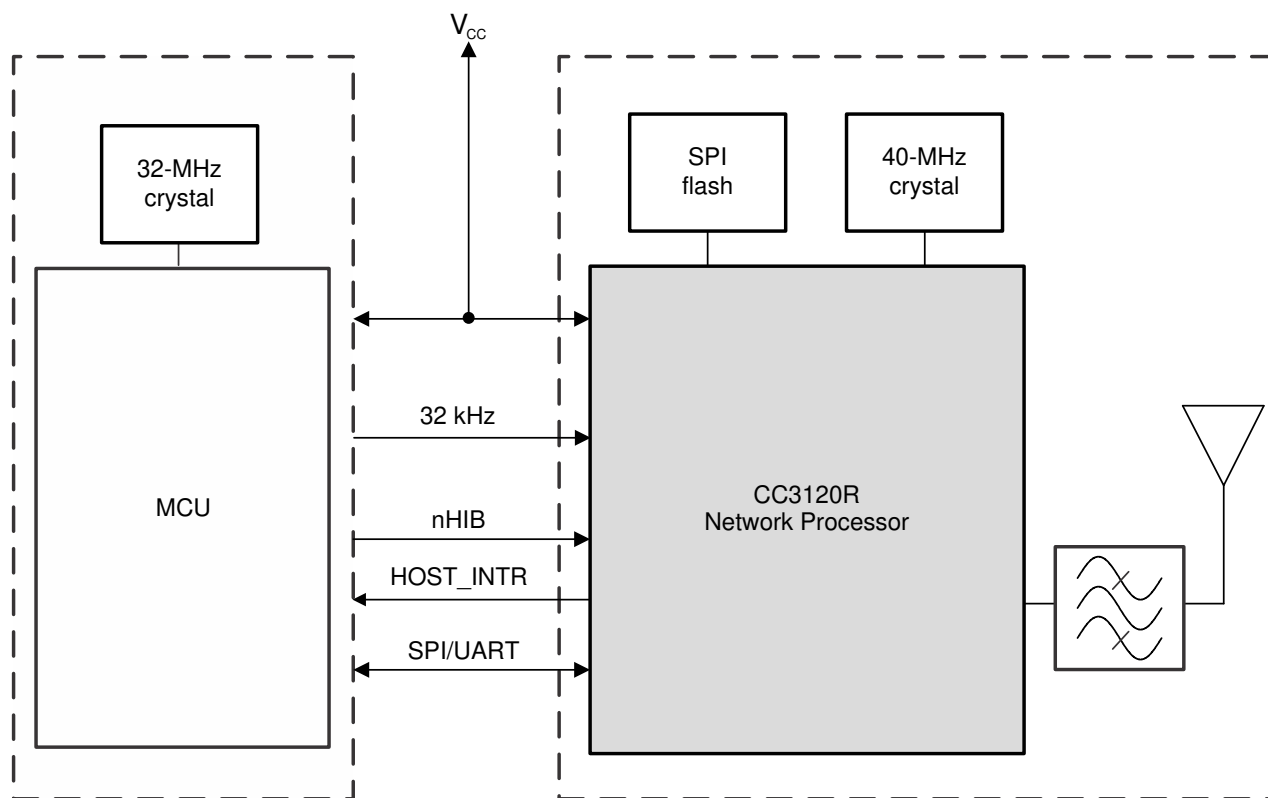 V_CC
32-MHz
crystal
SPI
flash
40-MHz
crystal
32 kHz
MCU
CC3120R
Network Processor
nHIB
HOST_INTR
SPI/UART